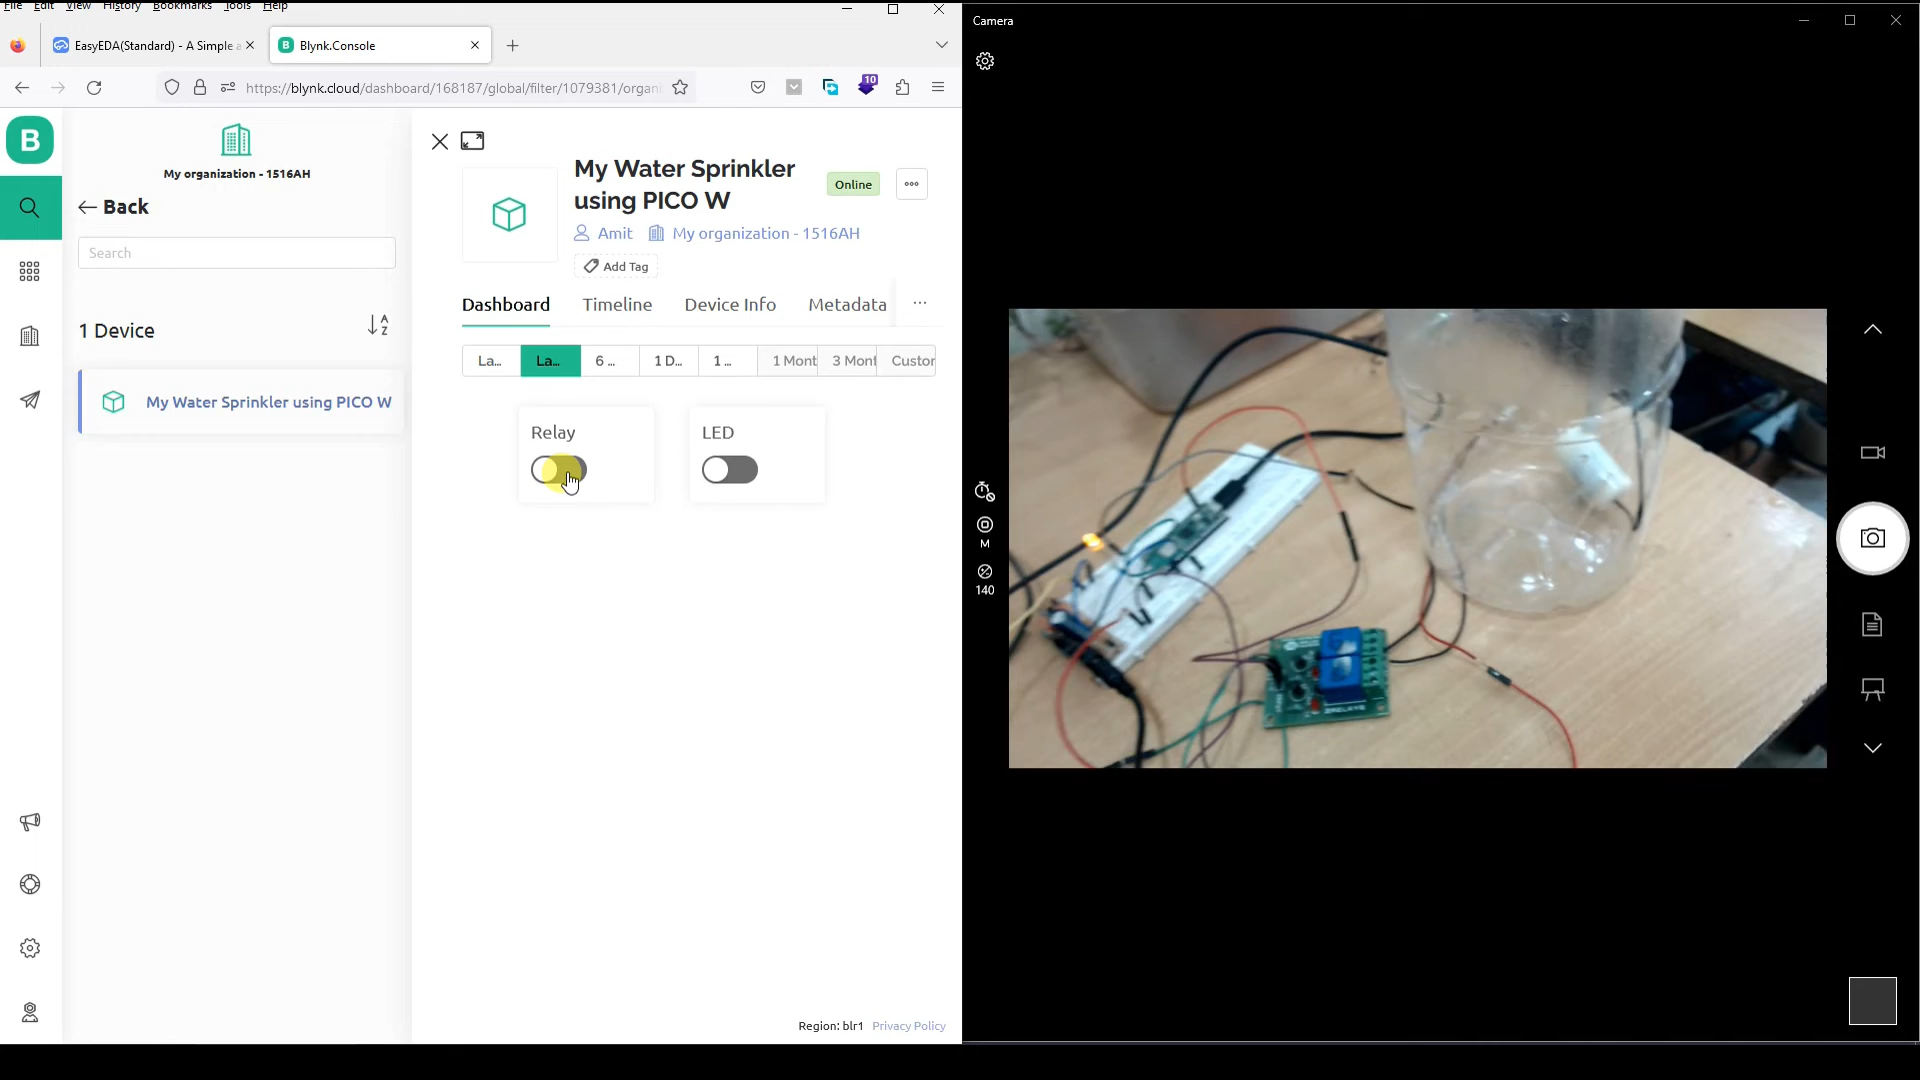 File Edit View History Bookmarks Tools Help
EasyEDA(Standard) - A Simple a
Blynk.Console
https://blynk.cloud/dashboard/168187/global/filter/1079381/organi
10
B
My organization - 1516AH
Back
Search
1 Device
A
Z
My Water Sprinkler using PICO W
My Water Sprinkler
using PICO W
Online
Amit
My organization - 1516AH
Add Tag
Dashboard
Timeline
Device Info
Metadata
La...
La...
6 ...
1 D...
1 ...
1 Mont
3 Mont
Custor
Relay
LED
Region: blr1
Privacy Policy
Camera
M
140
2RELAYS